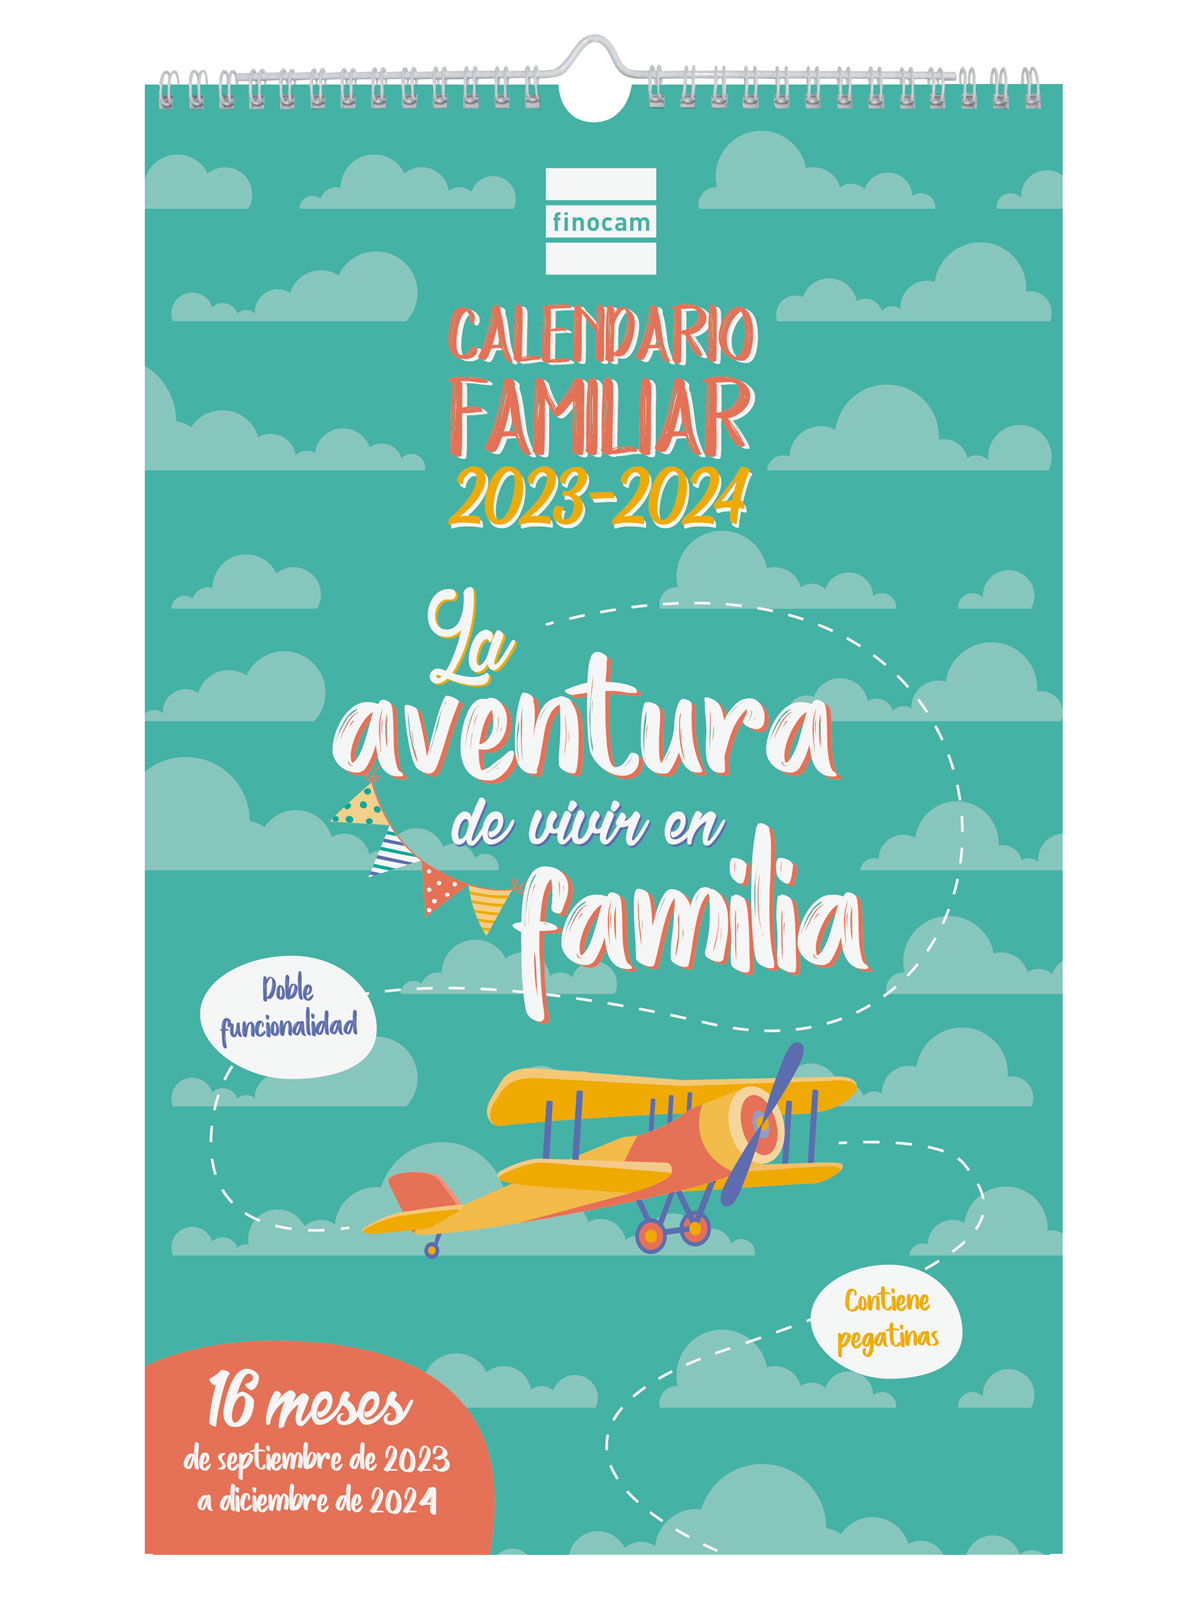 finocam
CALENDARIO
FAMILIAR
2023-2024
La
aventura
de vivir en
familia
Doble
funcionalidad
Contiene
pegatinas
16 meses
de septiembre de 2023
a diciembre de 2024